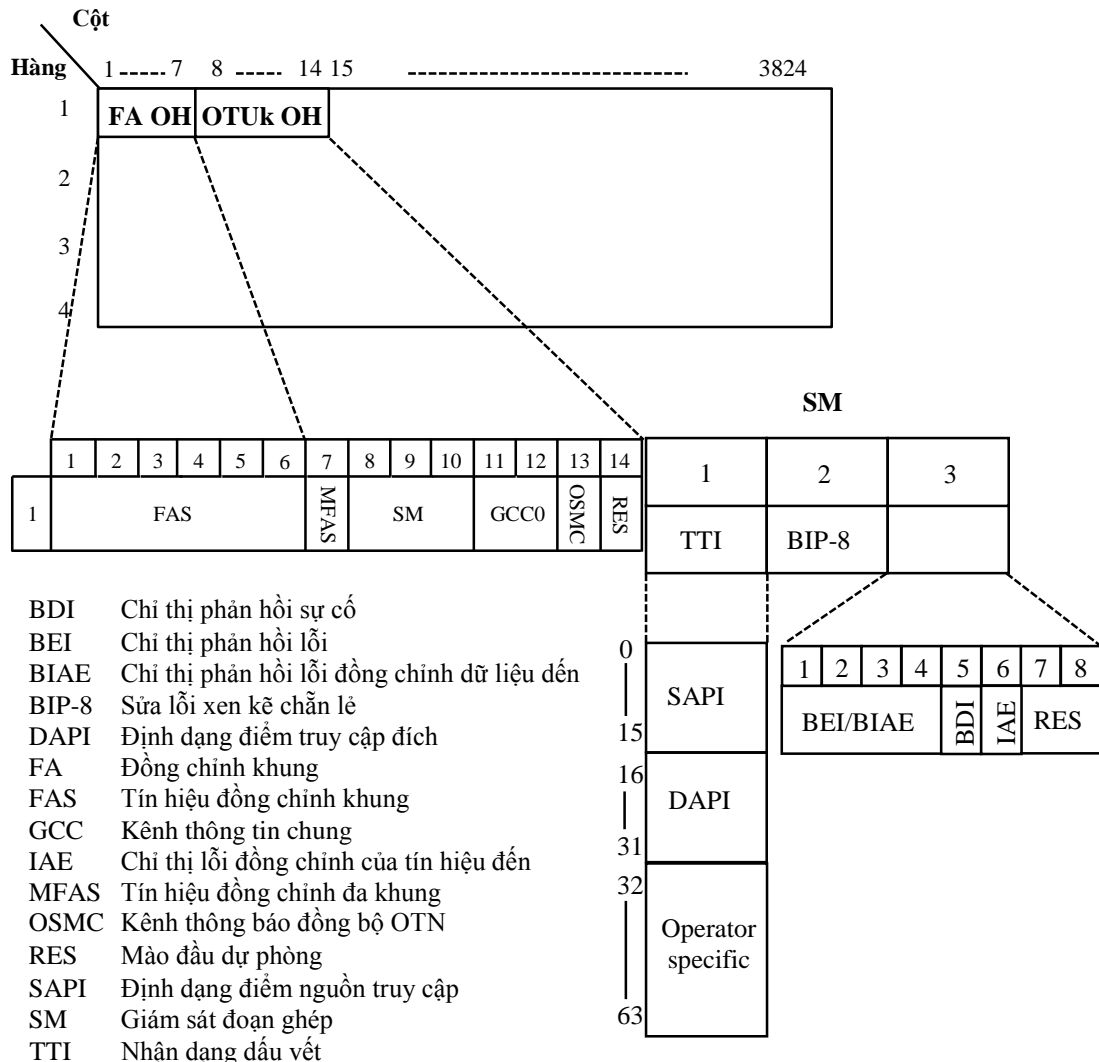 Cột
Hàng 1 7 8 14 15 3824
1 FA OH OTUk OH
2
3
4
SM
1 2 3 4 5 6 7 8 9 10 11 12 13 14
1 FAS MFAS SM GCC0 OSMC RES
1 2 3
TTI BIP-8
BDI Chỉ thị phản hồi sự cố
BEI Chỉ thị phản hồi lỗi
BIAE Chỉ thị phản hồi lỗi đồng chỉnh dữ liệu dến
BIP-8 Sửa lỗi xen kẽ chẵn lẻ
DAPI Định dạng điểm truy cập đích
FA Đồng chỉnh khung
FAS Tín hiệu đồng chỉnh khung
GCC Kênh thông tin chung
IAE Chỉ thị lỗi đồng chỉnh của tín hiệu đến
MFAS Tín hiệu đồng chỉnh đa khung
OSMC Kênh thông báo đồng bộ OTN
RES Mào đầu dự phòng
SAPI Định dạng điểm nguồn truy cập
SM Giám sát đoạn ghép
TTI Nhận dạng dấu vết
0
SAPI
15
16
DAPI
31
32
Operator
specific
63
1 2 3 4 5 6 7 8
BEI/BIAE BDI IAE RES